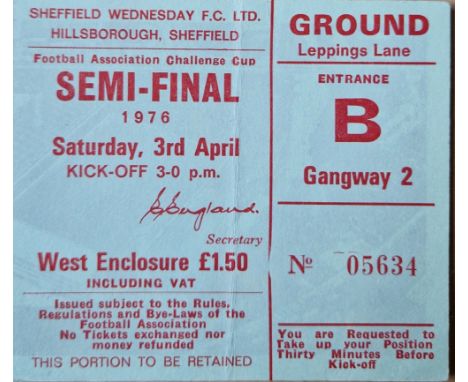 SHEFFIELD WEDNESDAY F.C. LTD.
HILLSBOROUGH, SHEFFIELD
Football Association Challenge Cup
SEMI-FINAL
1976
Saturday, 3rd April
KICK-OFF 3-0 p.m.
England.
Secretary
West Enclosure £1.50
INCLUDING VAT
Issued subject to the Rules,
Regulations and Bye-Laws of the
Football Association
No Tickets exchanged nor
money refunded
THIS PORTION TO BE RETAINED
GROUND
Leppings Lane
ENTRANCE
B
Gangway 2
No 05634
You are Requested to
Take up your Position
Thirty Minutes Before
Kick-off